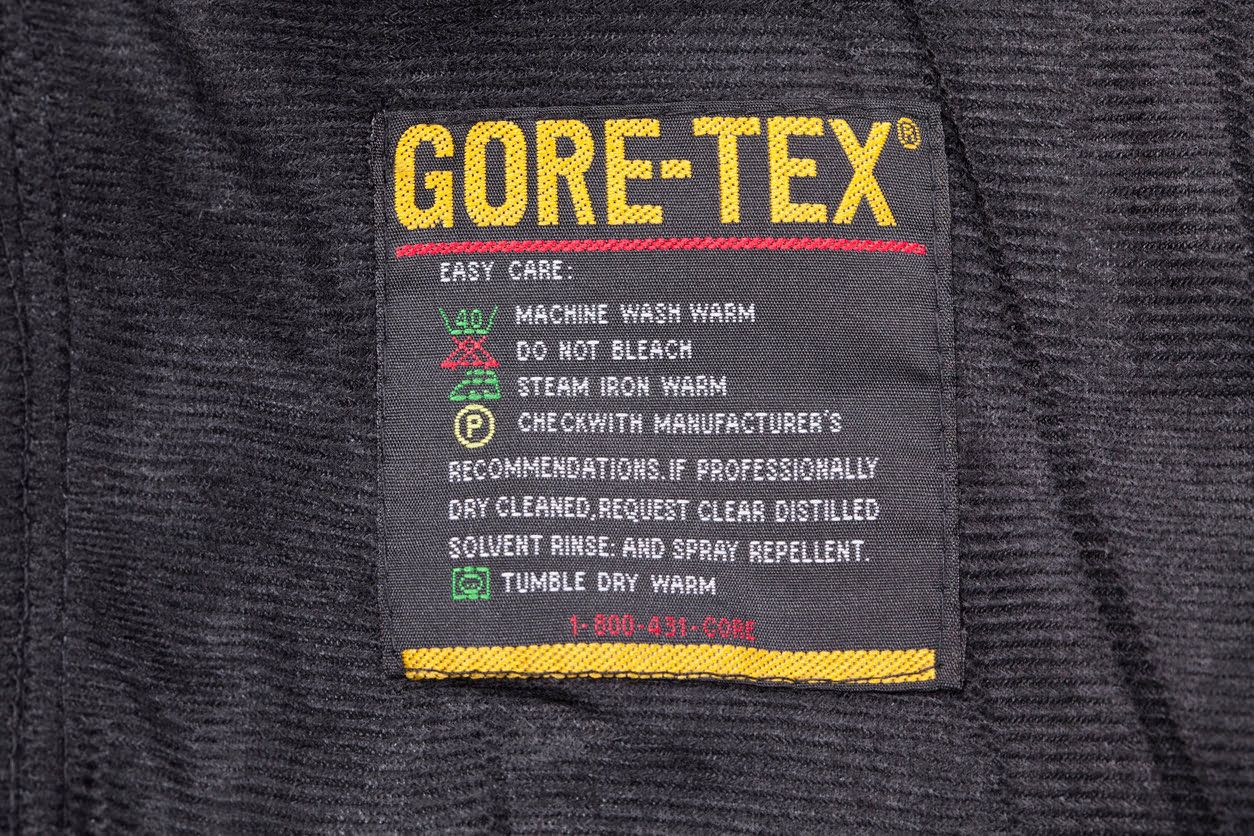 GORE-TEX®
EASY CARE:
40 MACHINE WASH WARM
DO NOT BLEACH
STEAM IRON WARM
P CHECKWITH MANUFACTURER'S
RECOMMENDATIONS.IF PROFESSIONALLY
DRY CLEANED,REQUEST CLEAR DISTILLED
SOLVENT RINSE: AND SPRAY REPELLENT.
TUMBLE DRY WARM
1-800-431-CORE